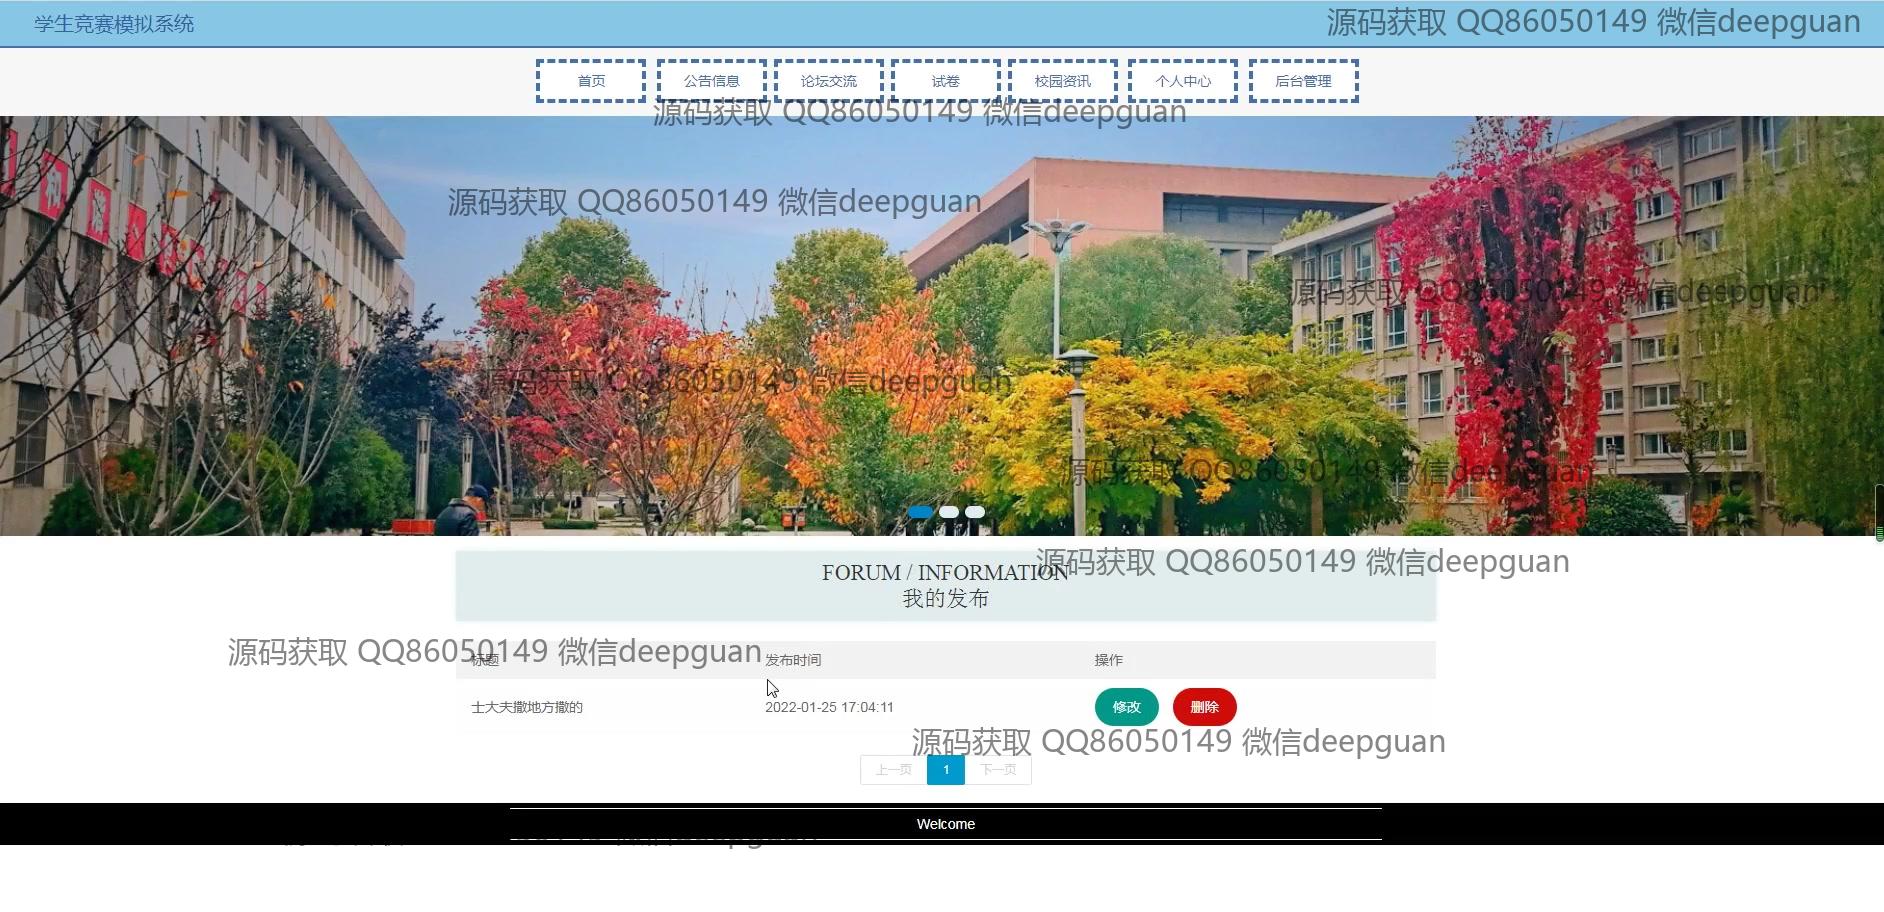 学生竞赛模拟系统
源码获取 QQ86050149 微信deepguan
首页 公告信息 论坛交流 试卷 校园资讯 个人中心 后台管理
源码获取 QQ86050149 微信deepguan
源码获取 QQ86050149 微信deepguan
源码获取 QQ86050149 微信deepguan
源码获取 QQ86050149 微信deepguan
源码获取 QQ86050149 微信deepguan
源码获取 QQ86050149 微信deepguan
FORUM / INFORMATION
我的发布
源码获取 QQ86050149 微信deepguan
标题 发布时间 操作
士大夫撒地方撒的 2022-01-25 17:04:11 修改 删除
源码获取 QQ86050149 微信deepguan
上一页 1 下一页
Welcome